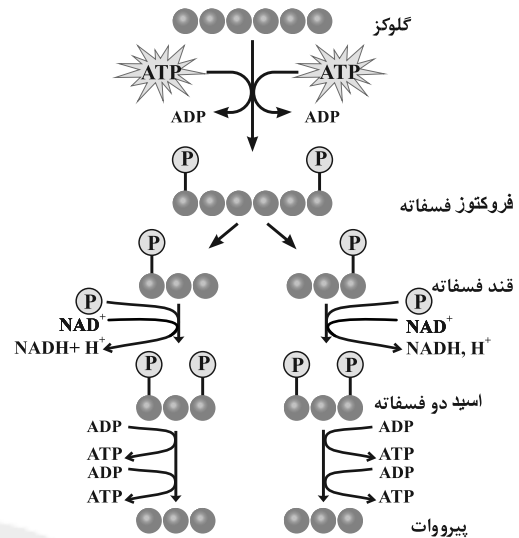 گلوکز
ATP ATP
ADP ADP
P P
فروکتوز فسفاته
P P
قند فسفاته
P P
NAD+ NAD+
NADH+ H+ NADH, H+
P P P P
اسید دو فسفاته
ADP ADP
ATP ATP
ADP ADP
ATP ATP
پیرووات